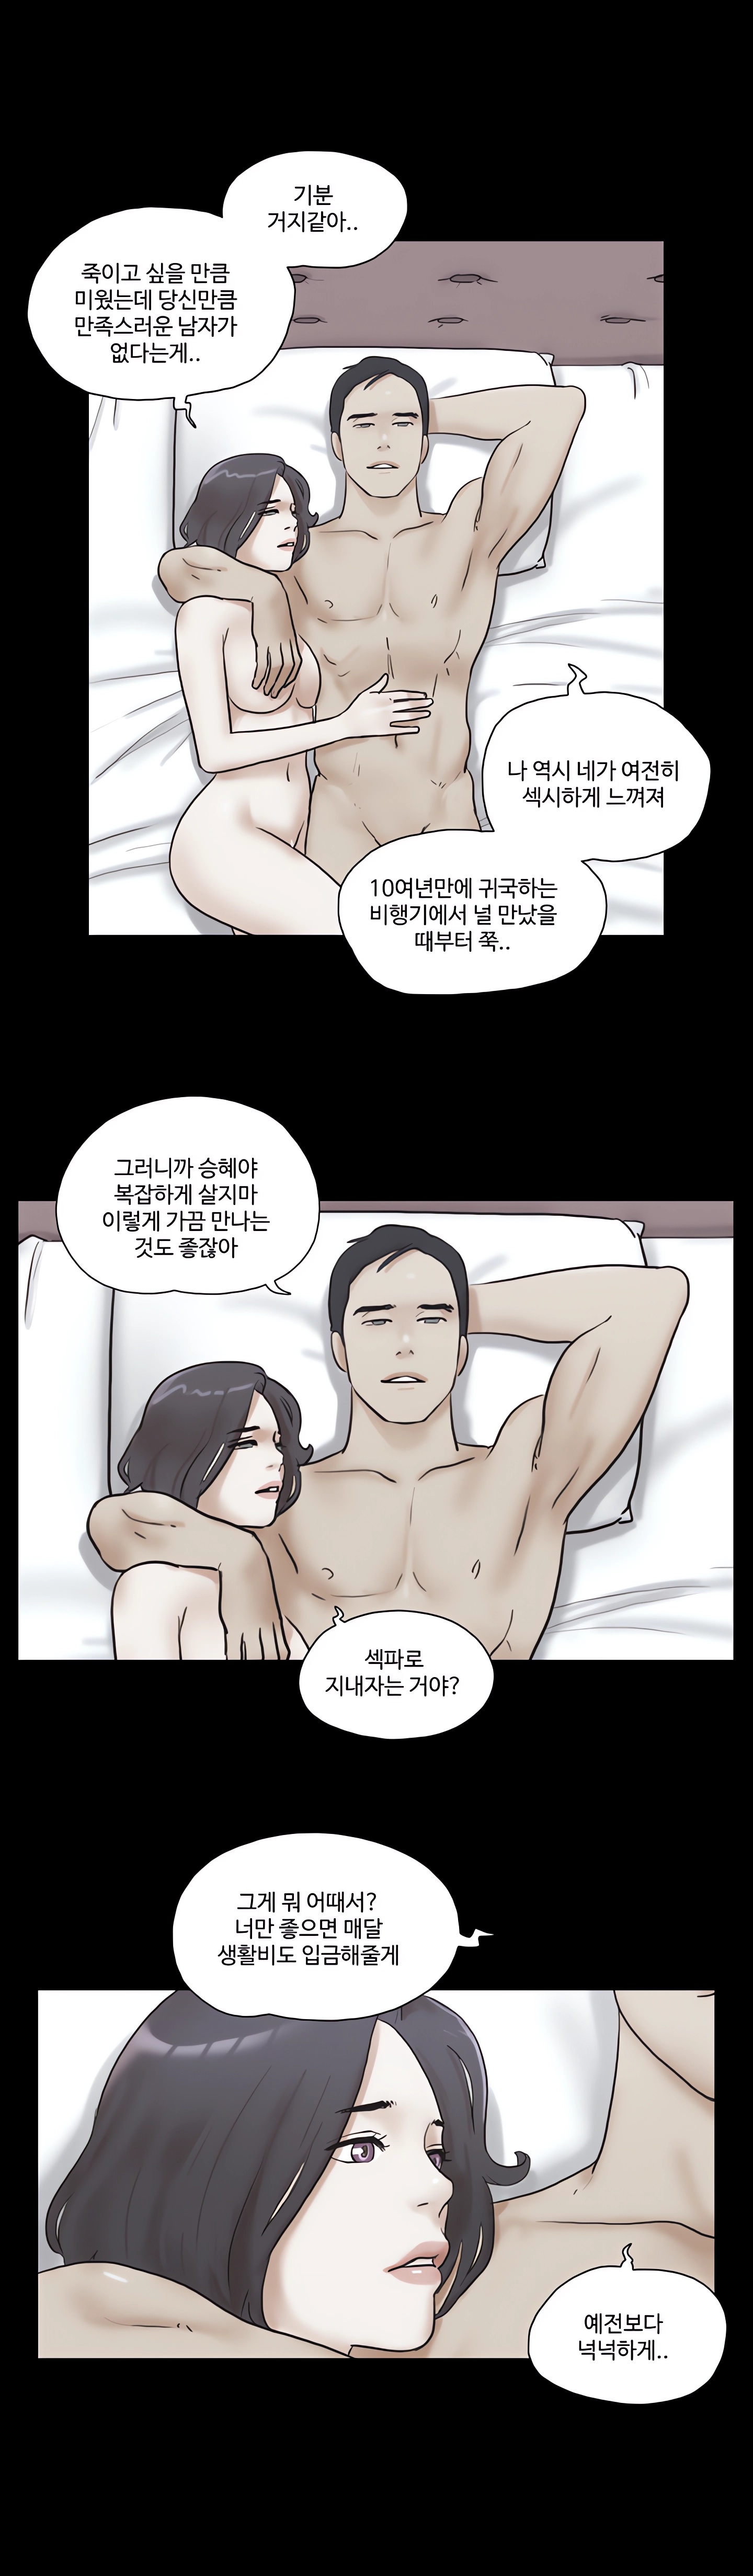 기분
거지같아..
죽이고 싶을 만큼
미웠는데 당신만큼
만족스러운 남자가
없다는게..
나 역시 네가 여전히
섹시하게 느껴져
10여년만에 귀국하는
비행기에서 널 만났을
때부터 쭉..
그러니까 승혜야
복잡하게 살지마
이렇게 가끔 만나는
것도 좋잖아
섹파로
지내자는 거야?
그게 뭐 어때서?
너만 좋으면 매달
생활비도 입금해줄게
예전보다
넉넉하게..